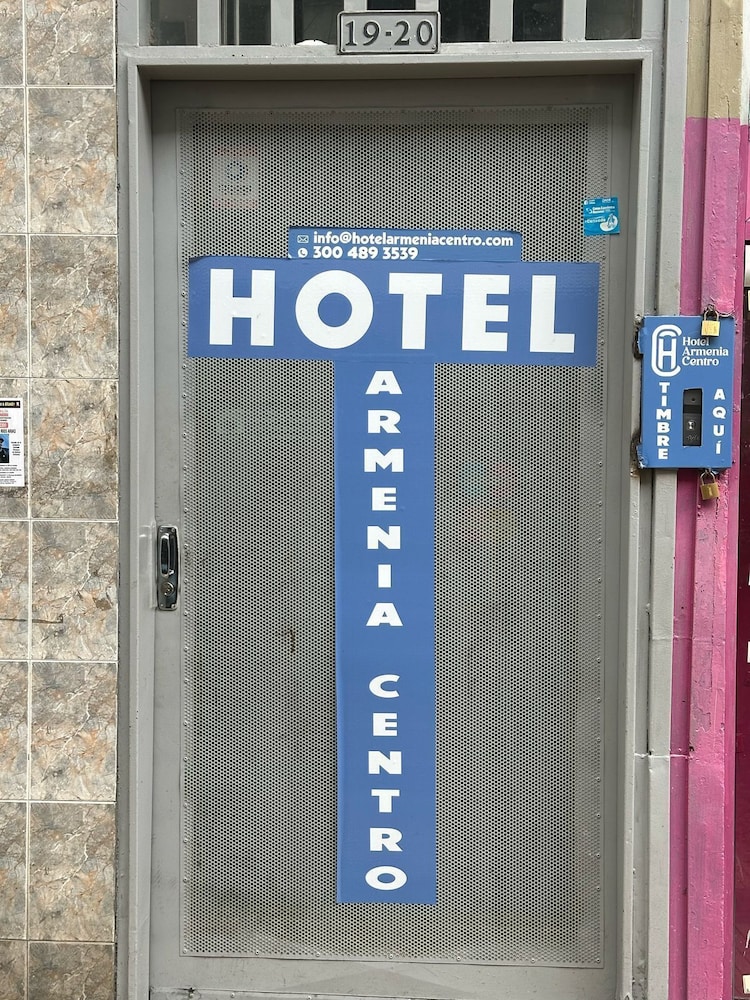 19-20
info@hotelarmeniacentro.com
300 489 3539
HOTEL
ARMENIA CENTRO
Hotel
Armenia
Centro
TIMBRE
AQUÍ